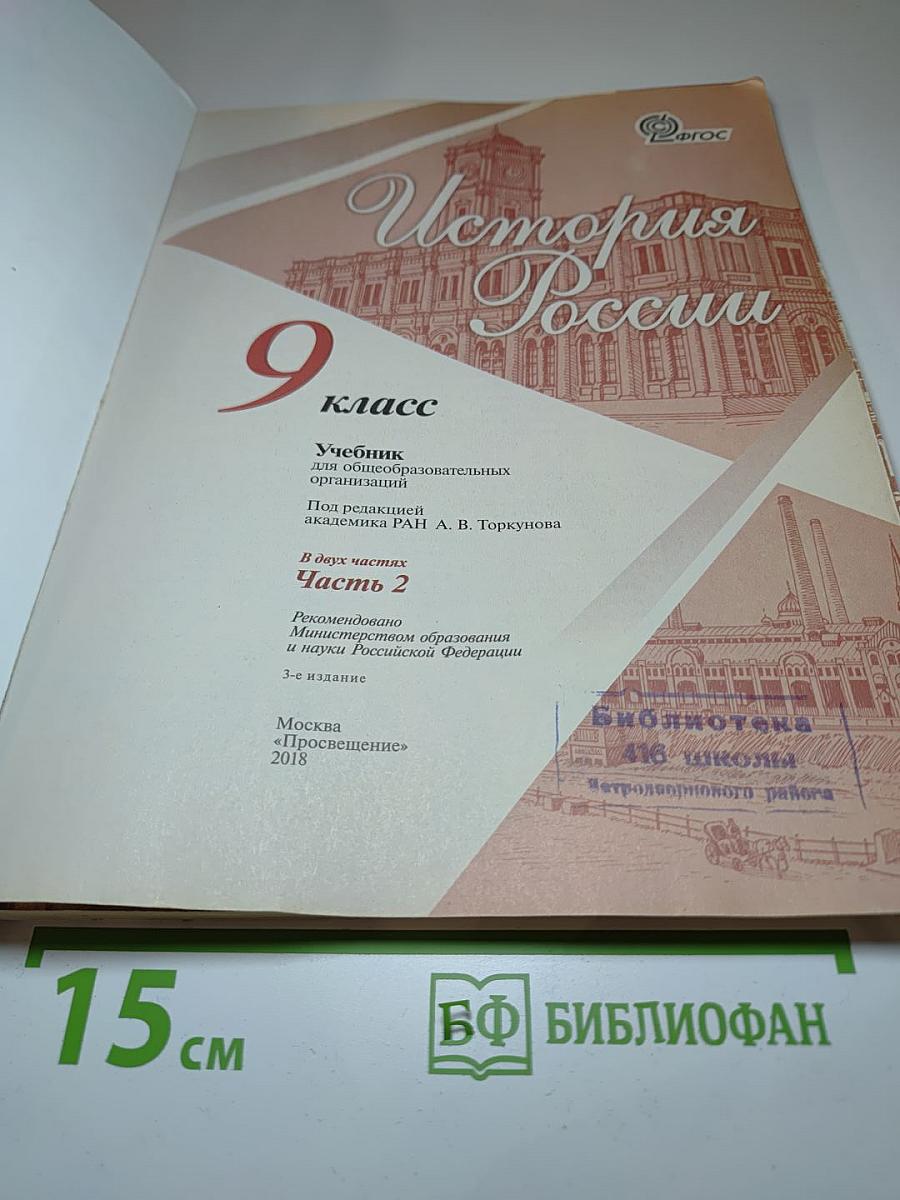 ФГОС
История
России
9 класс
Учебник
для общеобразовательных
организаций
Под редакцией
академика РАН А. В. Торкунова
В двух частях
Часть 2
Рекомендовано
Министерством образования
и науки Российской Федерации
3-е издание
Москва
«Просвещение»
2018
Библиотека
416 школы
Петродворцового района
15 см
БФ БИБЛИОФАН